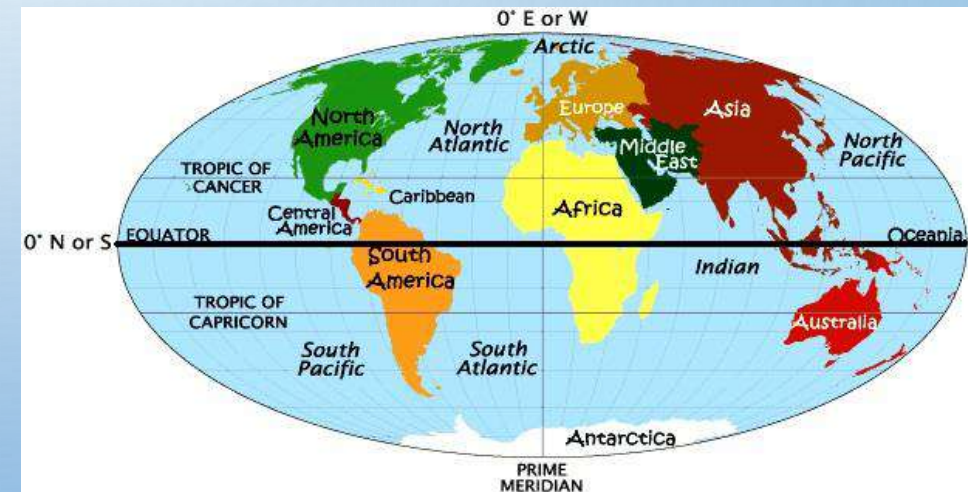 0° E or W
Arctic
North
America
Europe
Asia
North
Atlantic
Middle
East
North
Pacific
TROPIC OF
CANCER
Caribbean
Central
America
Africa
0° N or S
EQUATOR
Oceania
South
America
Indian
TROPIC OF
CAPRICORN
Australia
South
Pacific
South
Atlantic
Antarctica
PRIME
MERIDIAN